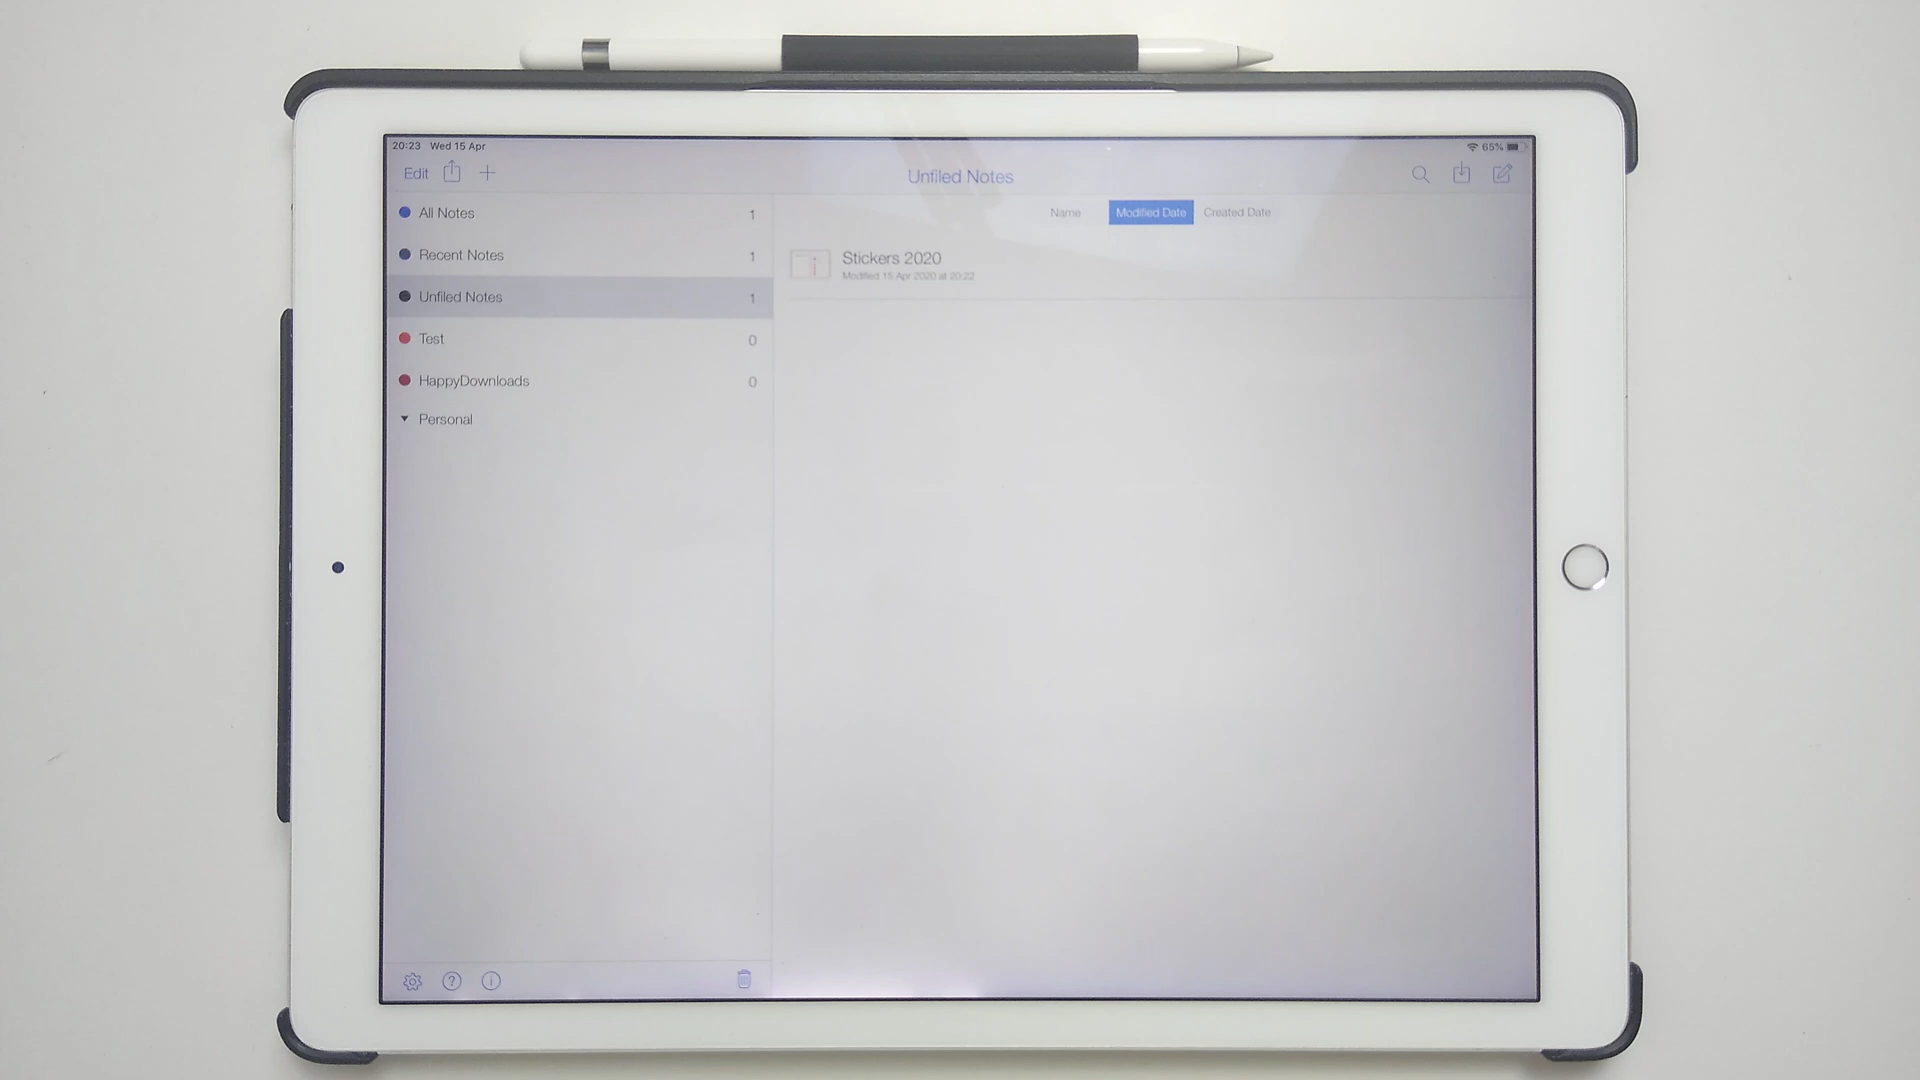 20:23 Wed 15 Apr
65%
Edit
Unfiled Notes
All Notes 1
Recent Notes 1
Unfiled Notes 1
Test 0
HappyDownloads 0
Personal
Name Modified Date Created Date
Stickers 2020
Modified 15 Apr 2020 at 20:22